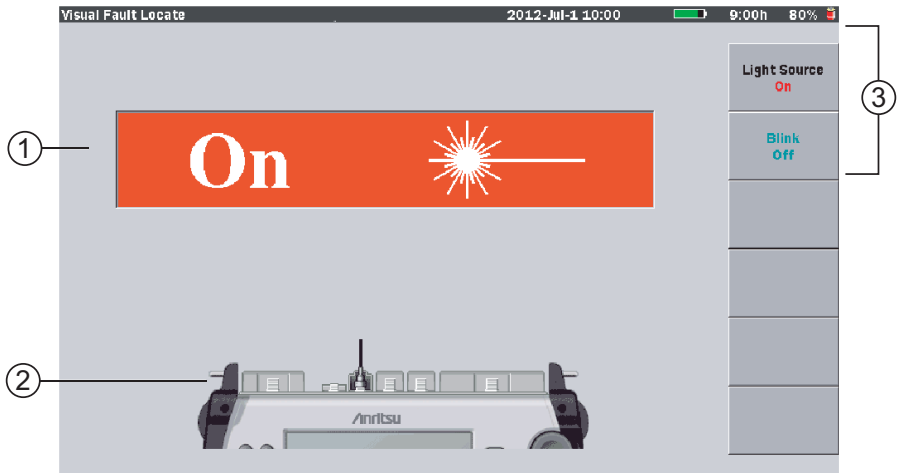 Visual Fault Locate 2012-Jul-1 10:00 9:00h 80%
Light Source
On
3
1
On
Blink
Off
2
Anritsu